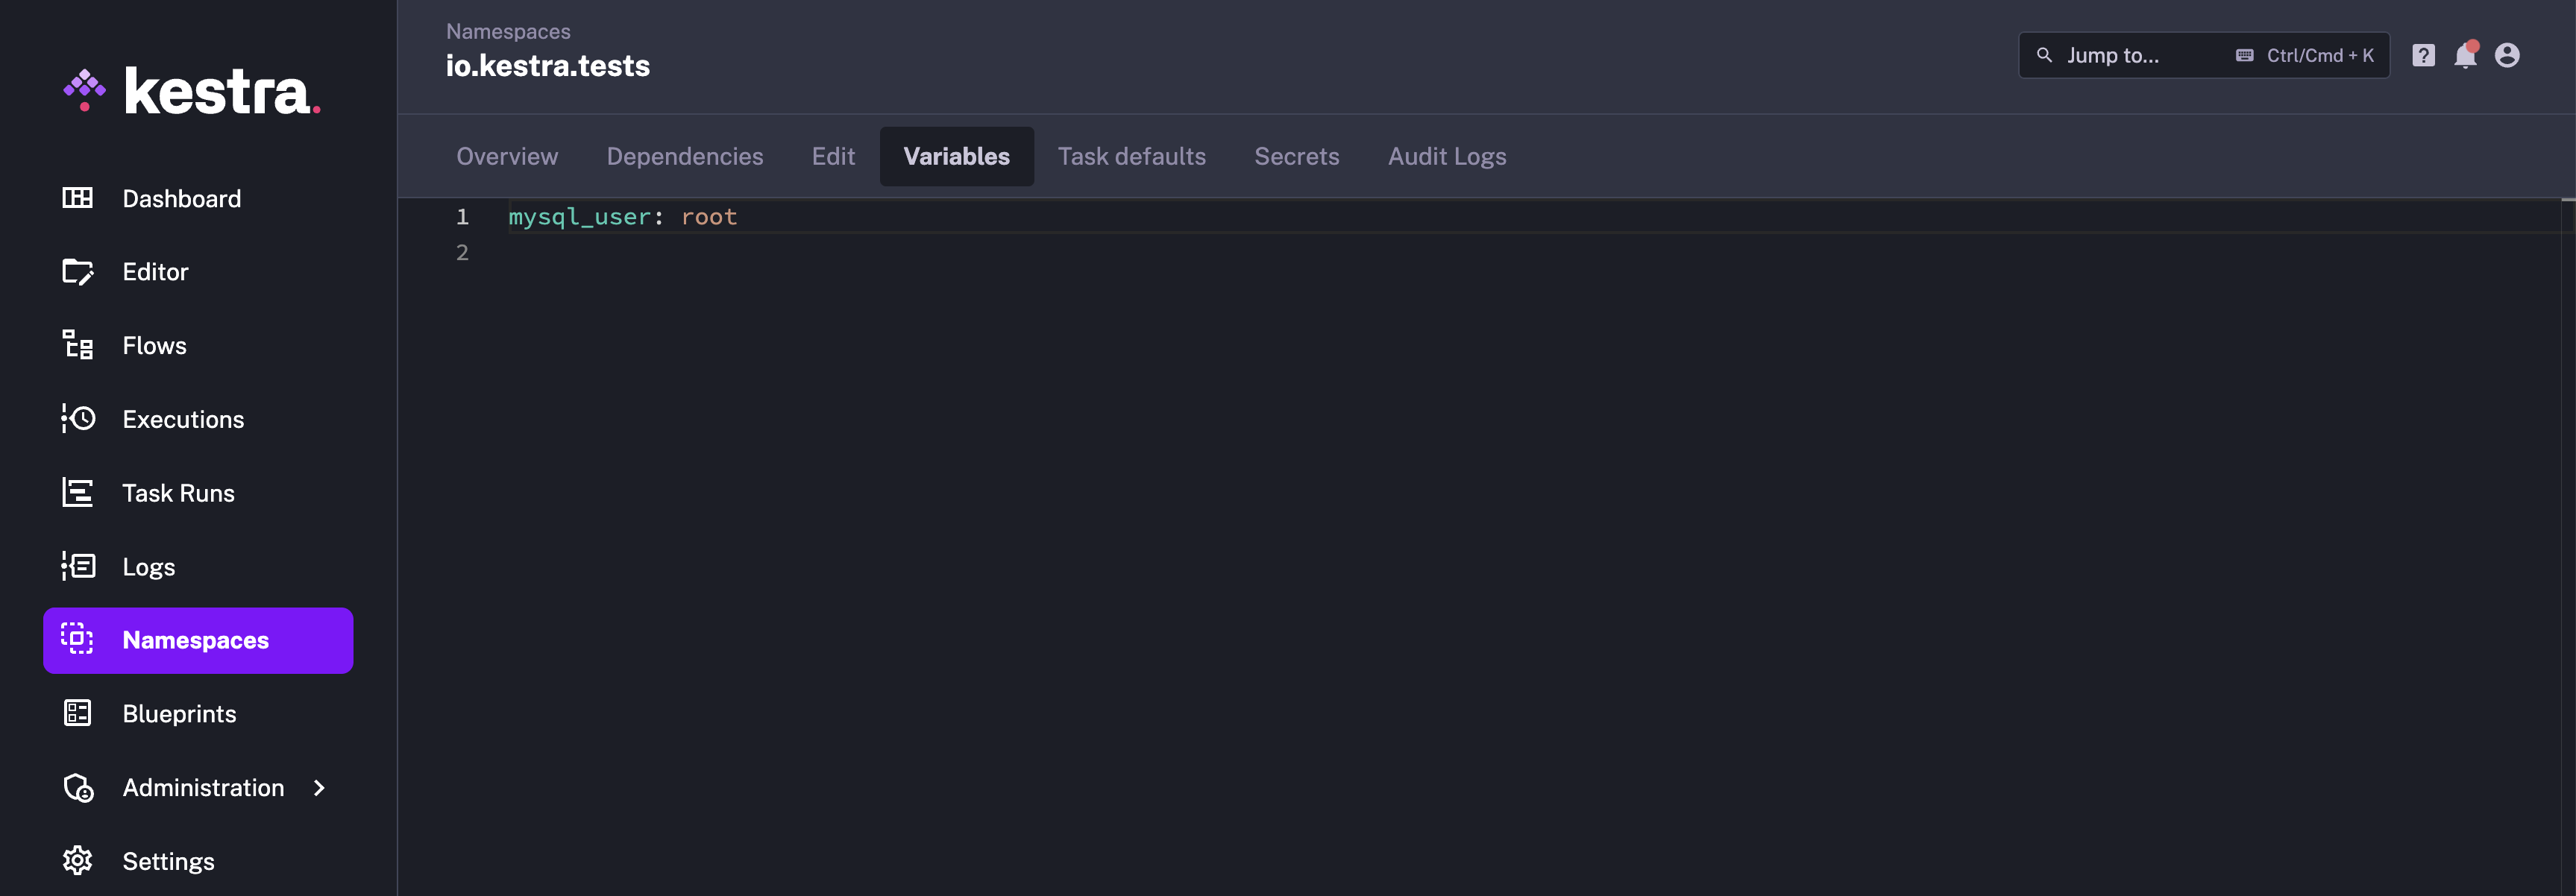 kestra.
Dashboard
Editor
Flows
Executions
Task Runs
Logs
Namespaces
Blueprints
Administration
Settings
Namespaces
io.kestra.tests
Jump to... Ctrl/Cmd + K
?
Overview Dependencies Edit Variables Task defaults Secrets Audit Logs
1 mysql_user: root
2